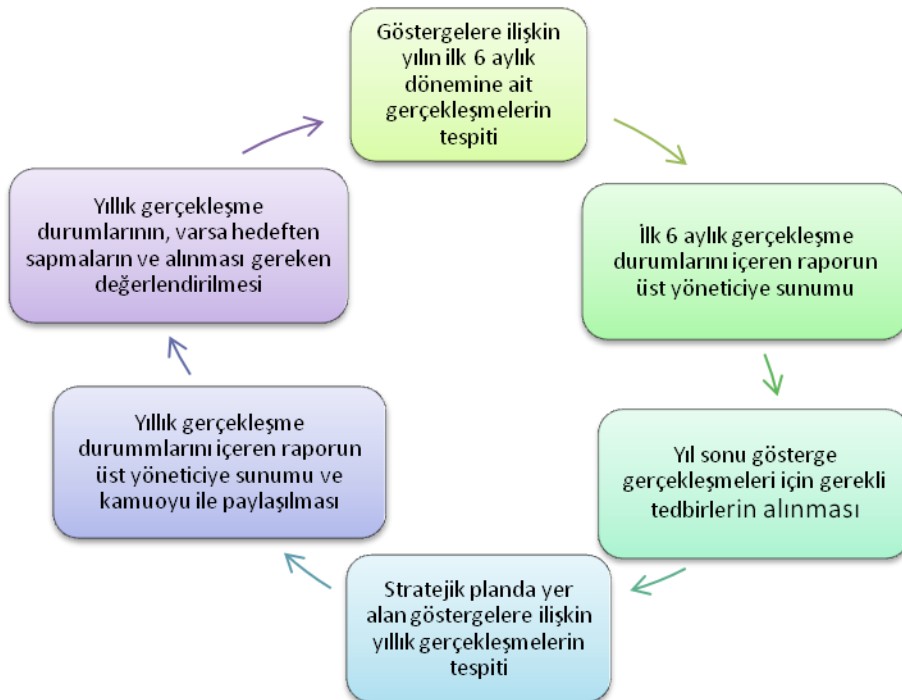 Göstergelere ilişkin
yılın ilk 6 aylık
dönemine ait
gerçekleşmelerin
tespiti
İlk 6 aylık gerçekleşme
durumlarını içeren raporun
üst yöneticiye sunumu
Yıl sonu gösterge
gerçekleşmeleri için gerekli
tedbirlerin alınması
Stratejik planda yer
alan göstergelere ilişkin
yıllık gerçekleşmelerin
tespiti
Yıllık gerçekleşme
durummlarını içeren raporun
üst yöneticiye sunumu ve
kamuoyu ile paylaşılması
Yıllık gerçekleşme
durumlarının, varsa hedeften
sapmaların ve alınması gereken
değerlendirilmesi